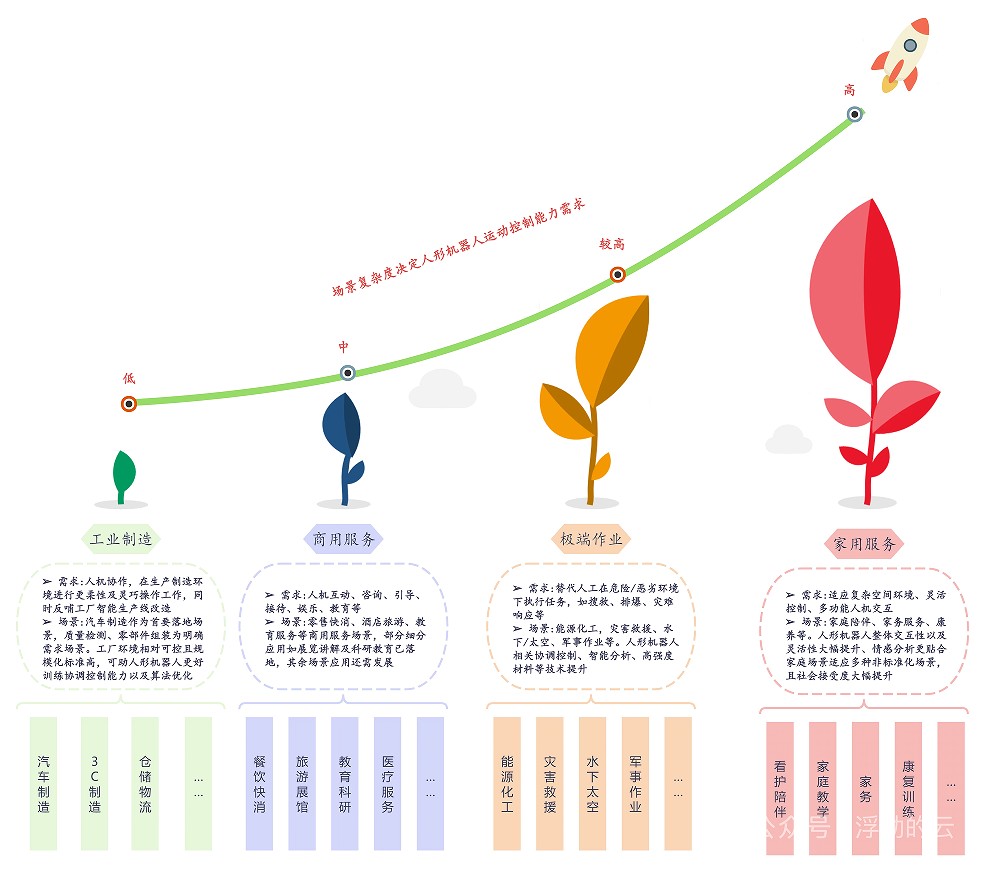 高
场景复杂度决定人形机器人运动控制能力需求
较高
中
低
工业制造
➢ 需求:人机协作，在生产制造环
境进行更柔性及灵巧操作工作，同
时反哺工厂智能生产线改造
➢ 场景:汽车制造作为首要落地场
景，质量检测、零部件组装为明确
需求场景。工厂环境相对可控且规
模化标准高，可动人形机器人更好
训练协调控制能力以及算法优化
商用服务
➢ 需求:人机互动、咨询、引导、
接待、娱乐、教育等
➢ 场景:零售快消、酒店旅游、教
育服务等商用服务场景，部分细分
应用如展览讲解及科研教育已落
地，其余场景应用还需发展
极端作业
➢ 需求:替代人工在危险/恶劣环境
下执行任务，如搜救、排爆、灾难
响应等
➢ 场景:能源化工，灾害救援、水
下/太空、军事作业等。人形机器人
相关协调控制、智能分析、高强度
材料等技术提升
家用服务
➢ 需求:适应复杂空间环境、灵活
控制、多功能人机交互
➢ 场景:家庭陪伴、家务服务、康
养等。人形机器人整体交互性以及
灵活性大幅提升、情感分析更贴合
家庭场景适应多种非标准化场景，
且社会接受度大幅提升
汽车制造
3C制造
仓储物流
……
餐饮快消
旅游展馆
教育科研
医疗服务
……
能源化工
灾害救援
水下太空
军事作业
……
看护陪伴
家庭教学
家务
康复训练
……
公众号 浮动的云